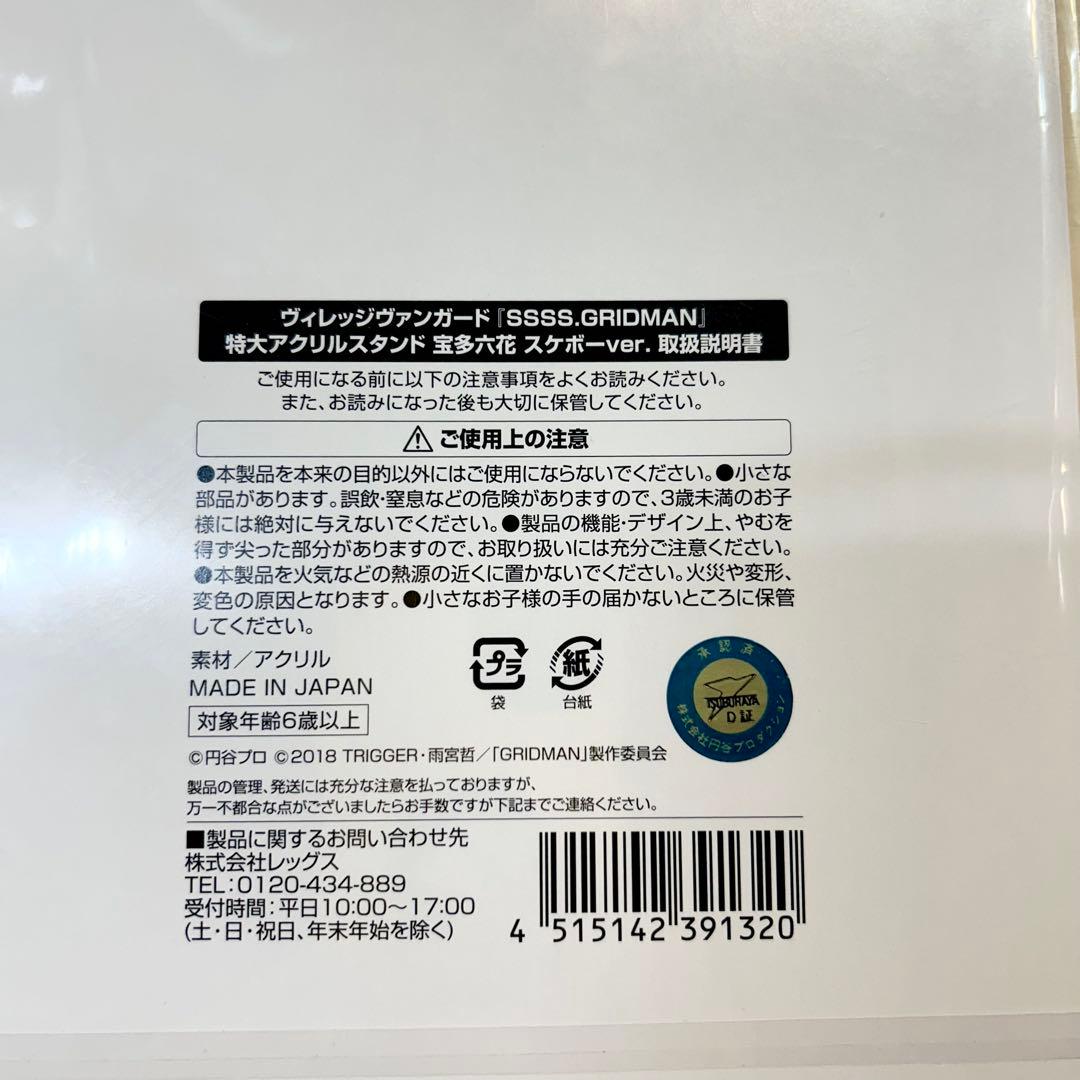 ヴィレッジヴァンガード『SSSS.GRIDMAN』
特大アクリルスタンド 宝多六花 スケボーver. 取扱説明書
ご使用になる前に以下の注意事項をよくお読みください。
また、お読みになった後も大切に保管してください。
⚠ ご使用上の注意
●本製品を本来の目的以外にはご使用にならないでください。●小さな
部品があります。誤飲・窒息などの危険がありますので、3歳未満のお子
様には絶対に与えないでください。●製品の機能・デザイン上、やむを
得ず尖った部分がありますので、お取り扱いには充分ご注意ください。
●本製品を火気などの熱源の近くに置かないでください。火災や変形、
変色の原因となります。●小さなお子様の手の届かないところに保管
してください。
素材/アクリル
MADE IN JAPAN
対象年齢6歳以上
プラ
袋
紙
台紙
承認済
TSUBURAYA
D証
株式会社円谷プロダクション
©円谷プロ ©2018 TRIGGER・雨宮哲/「GRIDMAN」製作委員会
製品の管理、発送には充分な注意を払っておりますが、
万一不都合な点がございましたらお手数ですが下記までご連絡ください。
■製品に関するお問い合わせ先
株式会社レッグス
TEL:0120-434-889
受付時間:平日10:00〜17:00
(土・日・祝日、年末年始を除く)
4 515142 391320